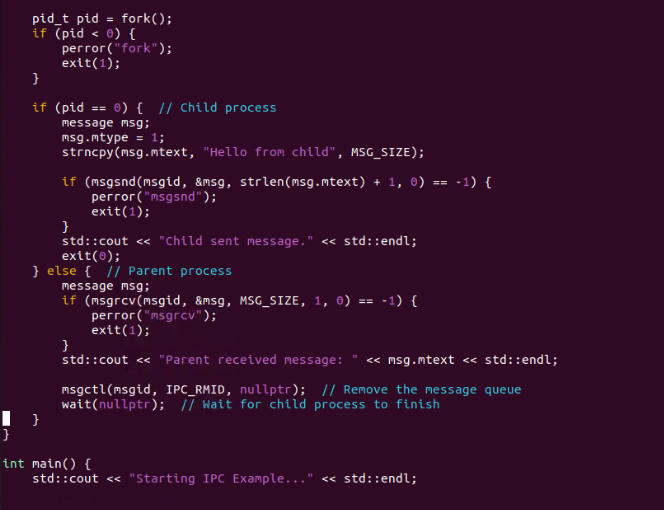 pid_t pid = fork();
    if (pid < 0) {
        perror("fork");
        exit(1);
    }

    if (pid == 0) {  // Child process
        message msg;
        msg.mtype = 1;
        strncpy(msg.mtext, "Hello from child", MSG_SIZE);

        if (msgsnd(msgid, &msg, strlen(msg.mtext) + 1, 0) == -1) {
            perror("msgsnd");
            exit(1);
        }
        std::cout << "Child sent message." << std::endl;
        exit(0);
    } else {  // Parent process
        message msg;
        if (msgrcv(msgid, &msg, MSG_SIZE, 1, 0) == -1) {
            perror("msgrcv");
            exit(1);
        }
        std::cout << "Parent received message: " << msg.mtext << std::endl;

        msgctl(msgid, IPC_RMID, nullptr);  // Remove the message queue
        wait(nullptr);  // Wait for child process to finish
    }
}

int main() {
    std::cout << "Starting IPC Example..." << std::endl;